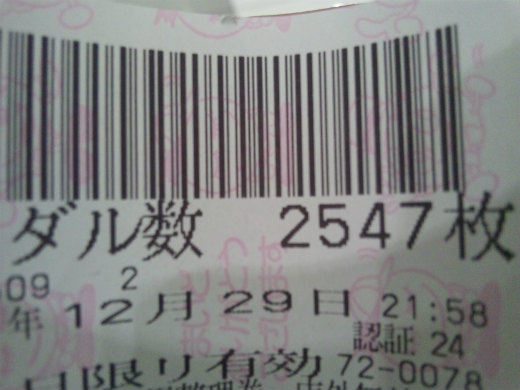 ダル数 2547枚
09 2
年 12月29日 21:58
認証 24
日限り有効 72-0078